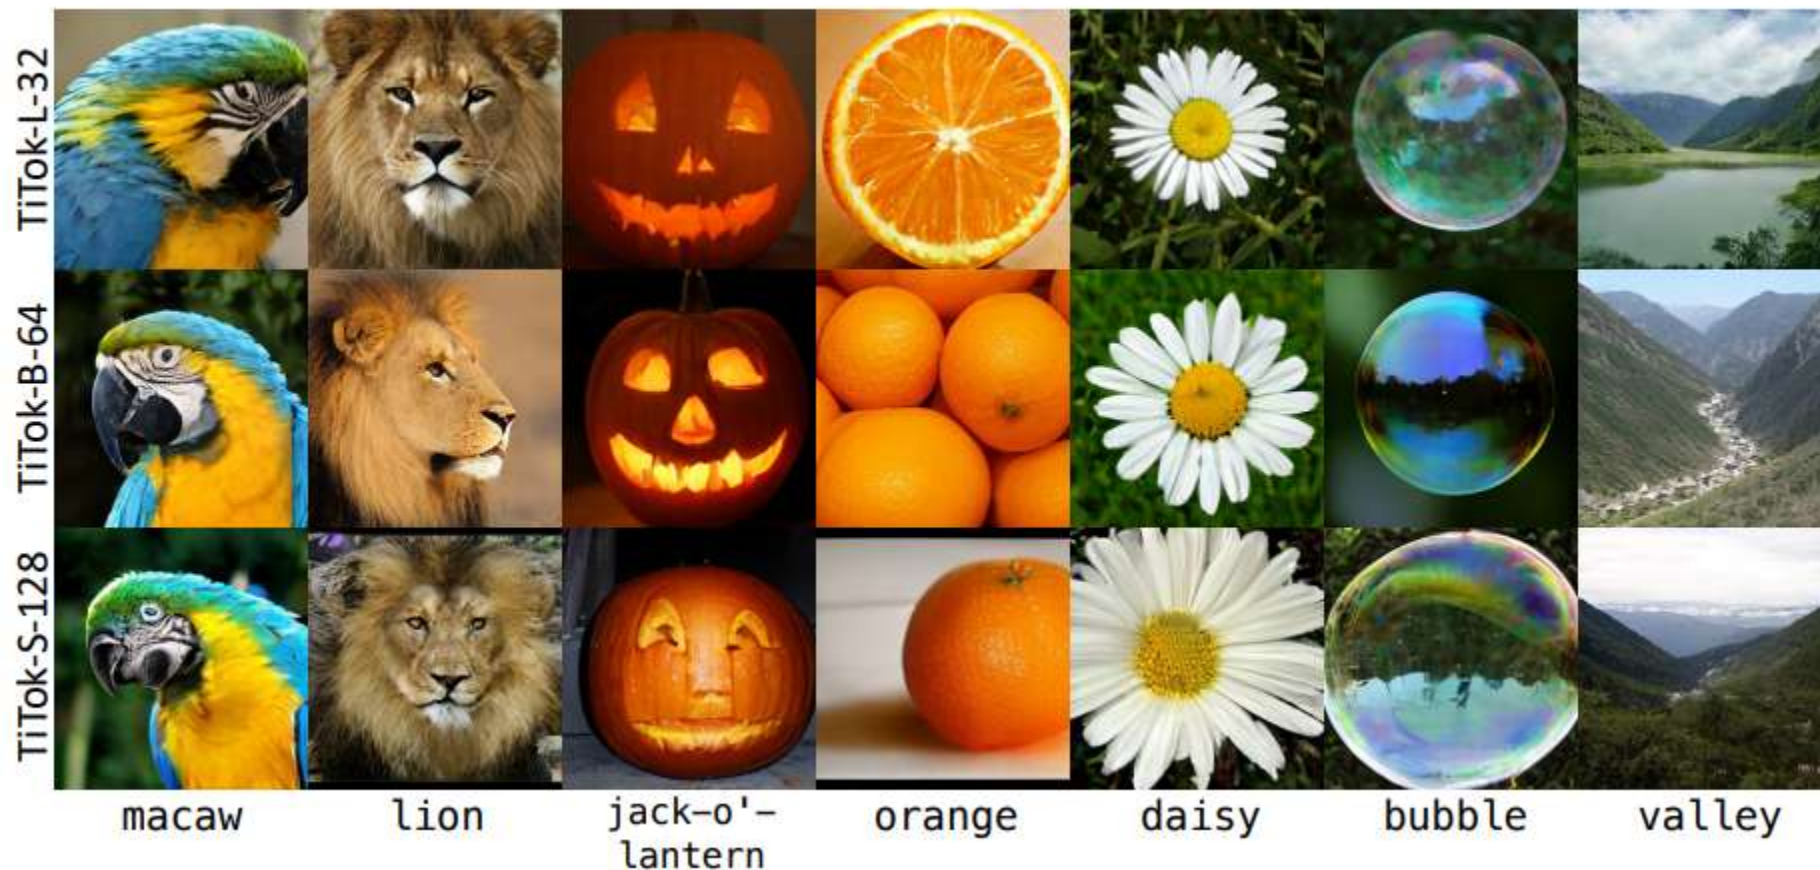 TiTok-L-32
TiTok-B-64
TiTok-S-128
macaw
lion
jack-o'-
lantern
orange
daisy
bubble
valley